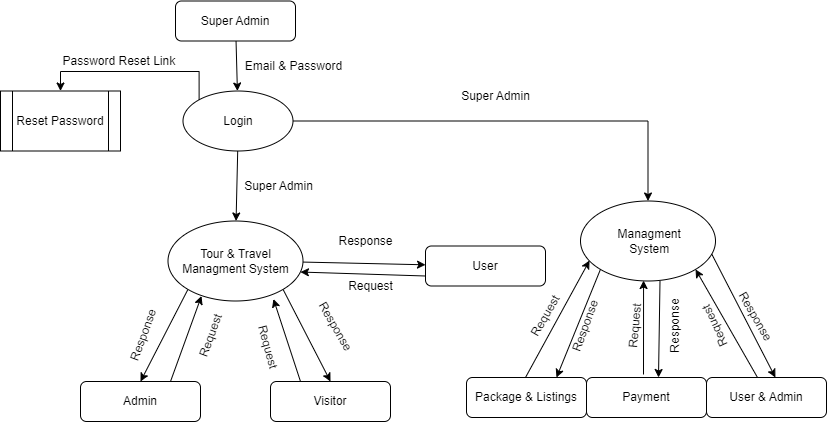 Super Admin
Password Reset Link
Email & Password
Super Admin
Reset Password
Login
Super Admin
Managment
System
Tour & Travel
Managment System
Response
User
Request
Response
Request
Request
Response
Request
Response
Request
Response
Request
Response
Admin
Visitor
Package & Listings
Payment
User & Admin